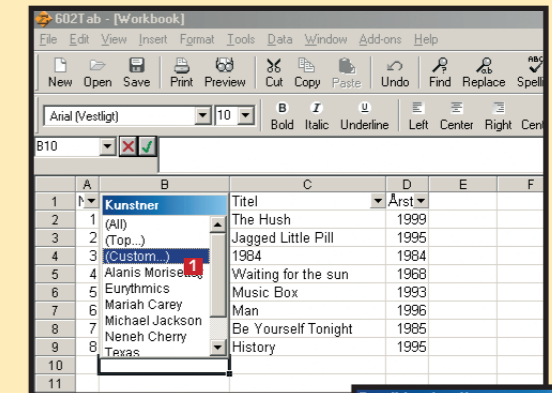 602Tab - [Workbook]
File Edit View Insert Format Tools Data Window Add-ons Help
ABC
New Open Save Print Preview Cut Copy Paste Undo Find Replace Spelli
Arial (Vestligt) 10 B Bold I Italic U Underline Left Center Right Cent
B10
A B C D E F
1 Kunstner Titel Årst
2 1 (All) The Hush 1999
3 2 (Top...) Jagged Little Pill 1995
4 3 (Custom...) 1984 1984
1
5 4 Alanis Morisette Waiting for the sun 1968
6 5 Eurythmics Music Box 1993
7 6 Mariah Carey Man 1996
8 7 Michael Jackson Be Yourself Tonight 1985
9 8 Neneh Cherry History 1995
Texas
10
11